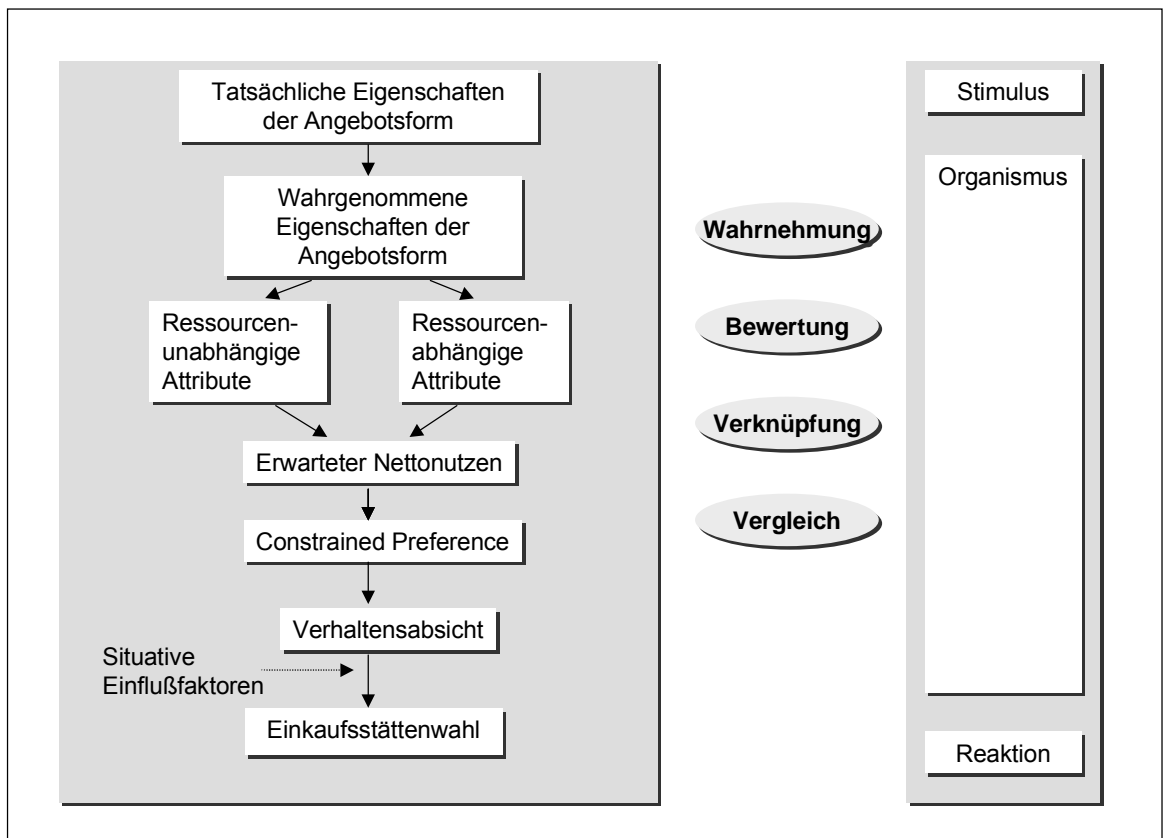 Tatsächliche Eigenschaften
der Angebotsform
Wahrgenommene
Eigenschaften der
Angebotsform
Ressourcen-
unabhängige
Attribute
Ressourcen-
abhängige
Attribute
Erwarteter Nettonutzen
Constrained Preference
Verhaltensabsicht
Situative
Einflußfaktoren
Einkaufsstättenwahl
Wahrnehmung
Bewertung
Verknüpfung
Vergleich
Stimulus
Organismus
Reaktion